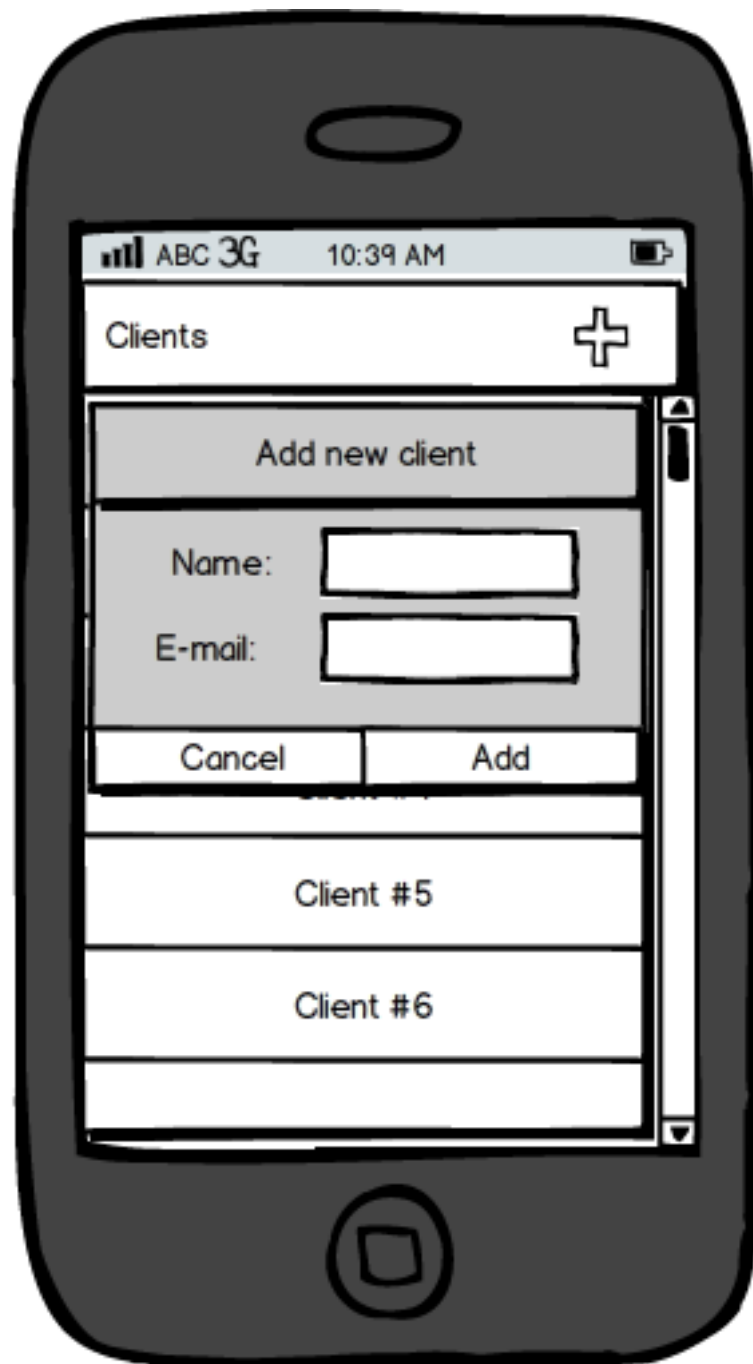 ABC 3G 10:39 AM
Clients
Add new client
Name:
E-mail:
Cancel Add
Client #5
Client #6